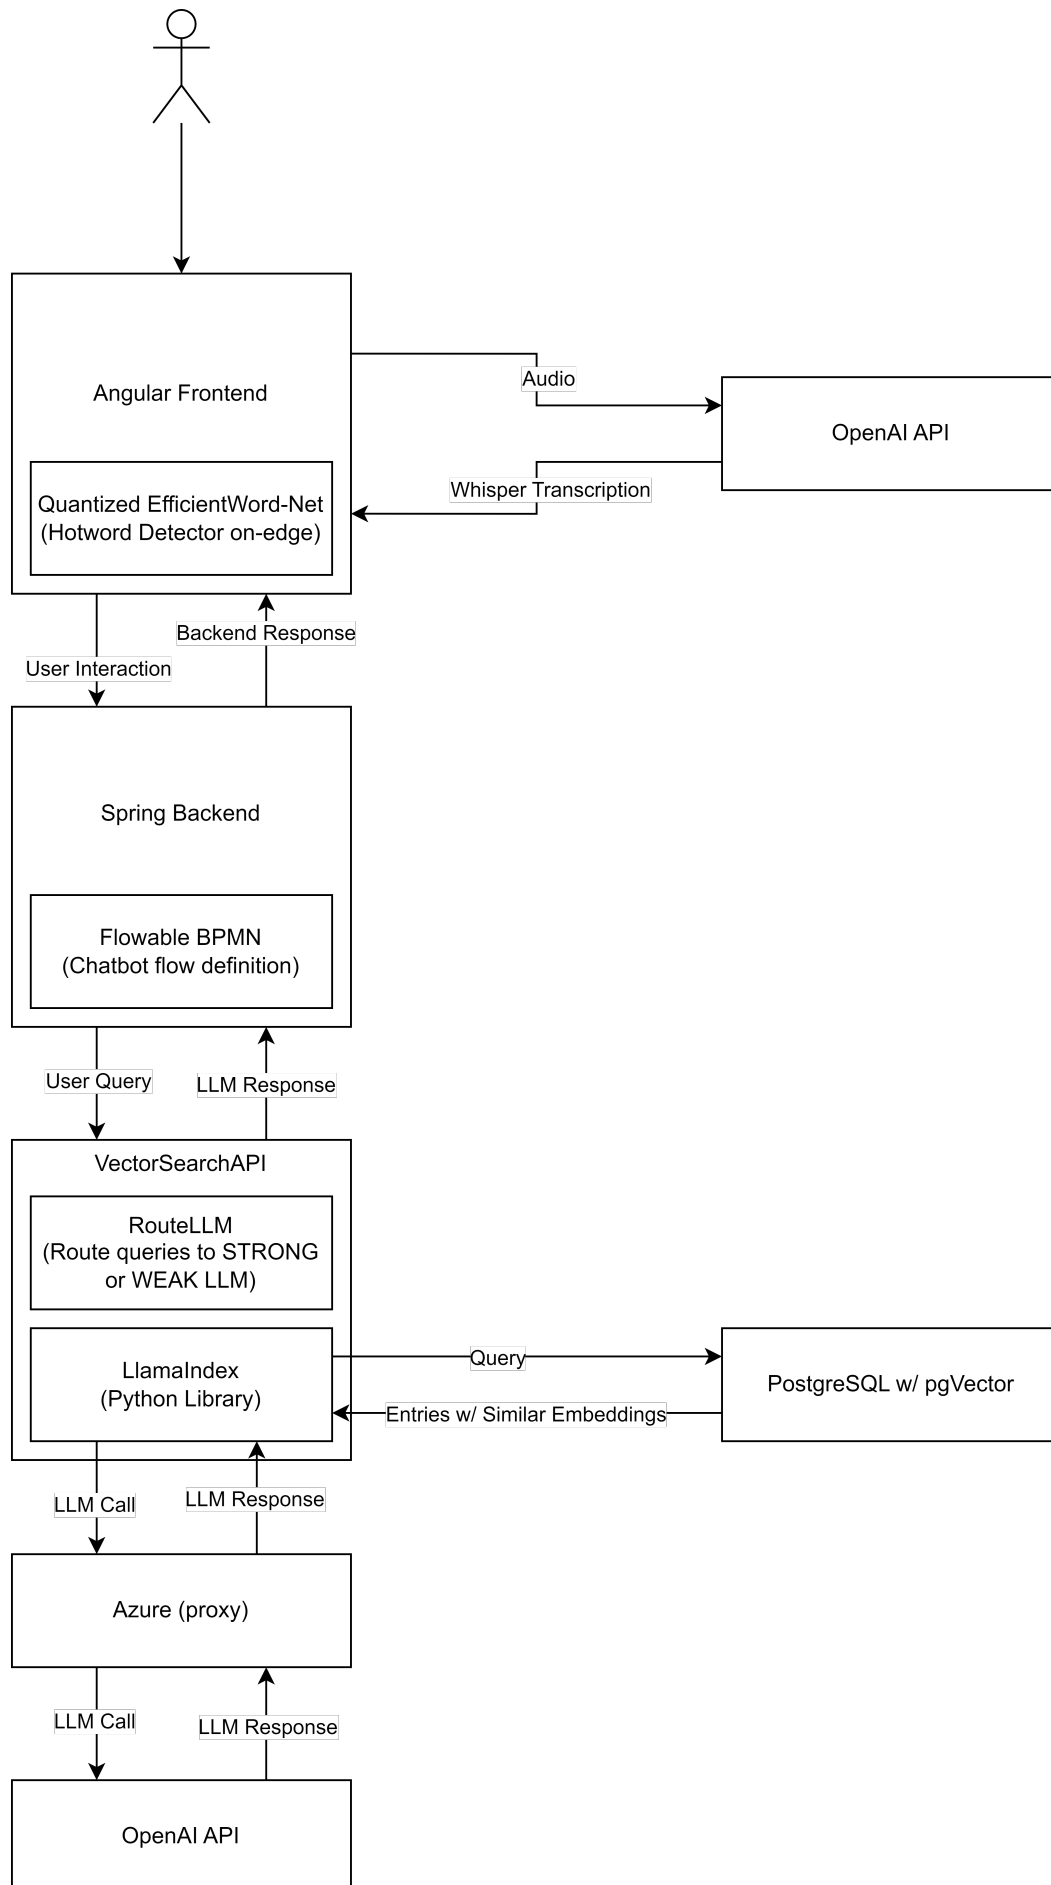 Angular Frontend
Audio
OpenAI API
Whisper Transcription
Quantized EfficientWord-Net
(Hotword Detector on-edge)
Backend Response
User Interaction
Spring Backend
Flowable BPMN
(Chatbot flow definition)
User Query
LLM Response
VectorSearchAPI
RouteLLM
(Route queries to STRONG
or WEAK LLM)
LlamaIndex
(Python Library)
Query
PostgreSQL w/ pgVector
Entries w/ Similar Embeddings
LLM Call
LLM Response
Azure (proxy)
LLM Call
LLM Response
OpenAI API